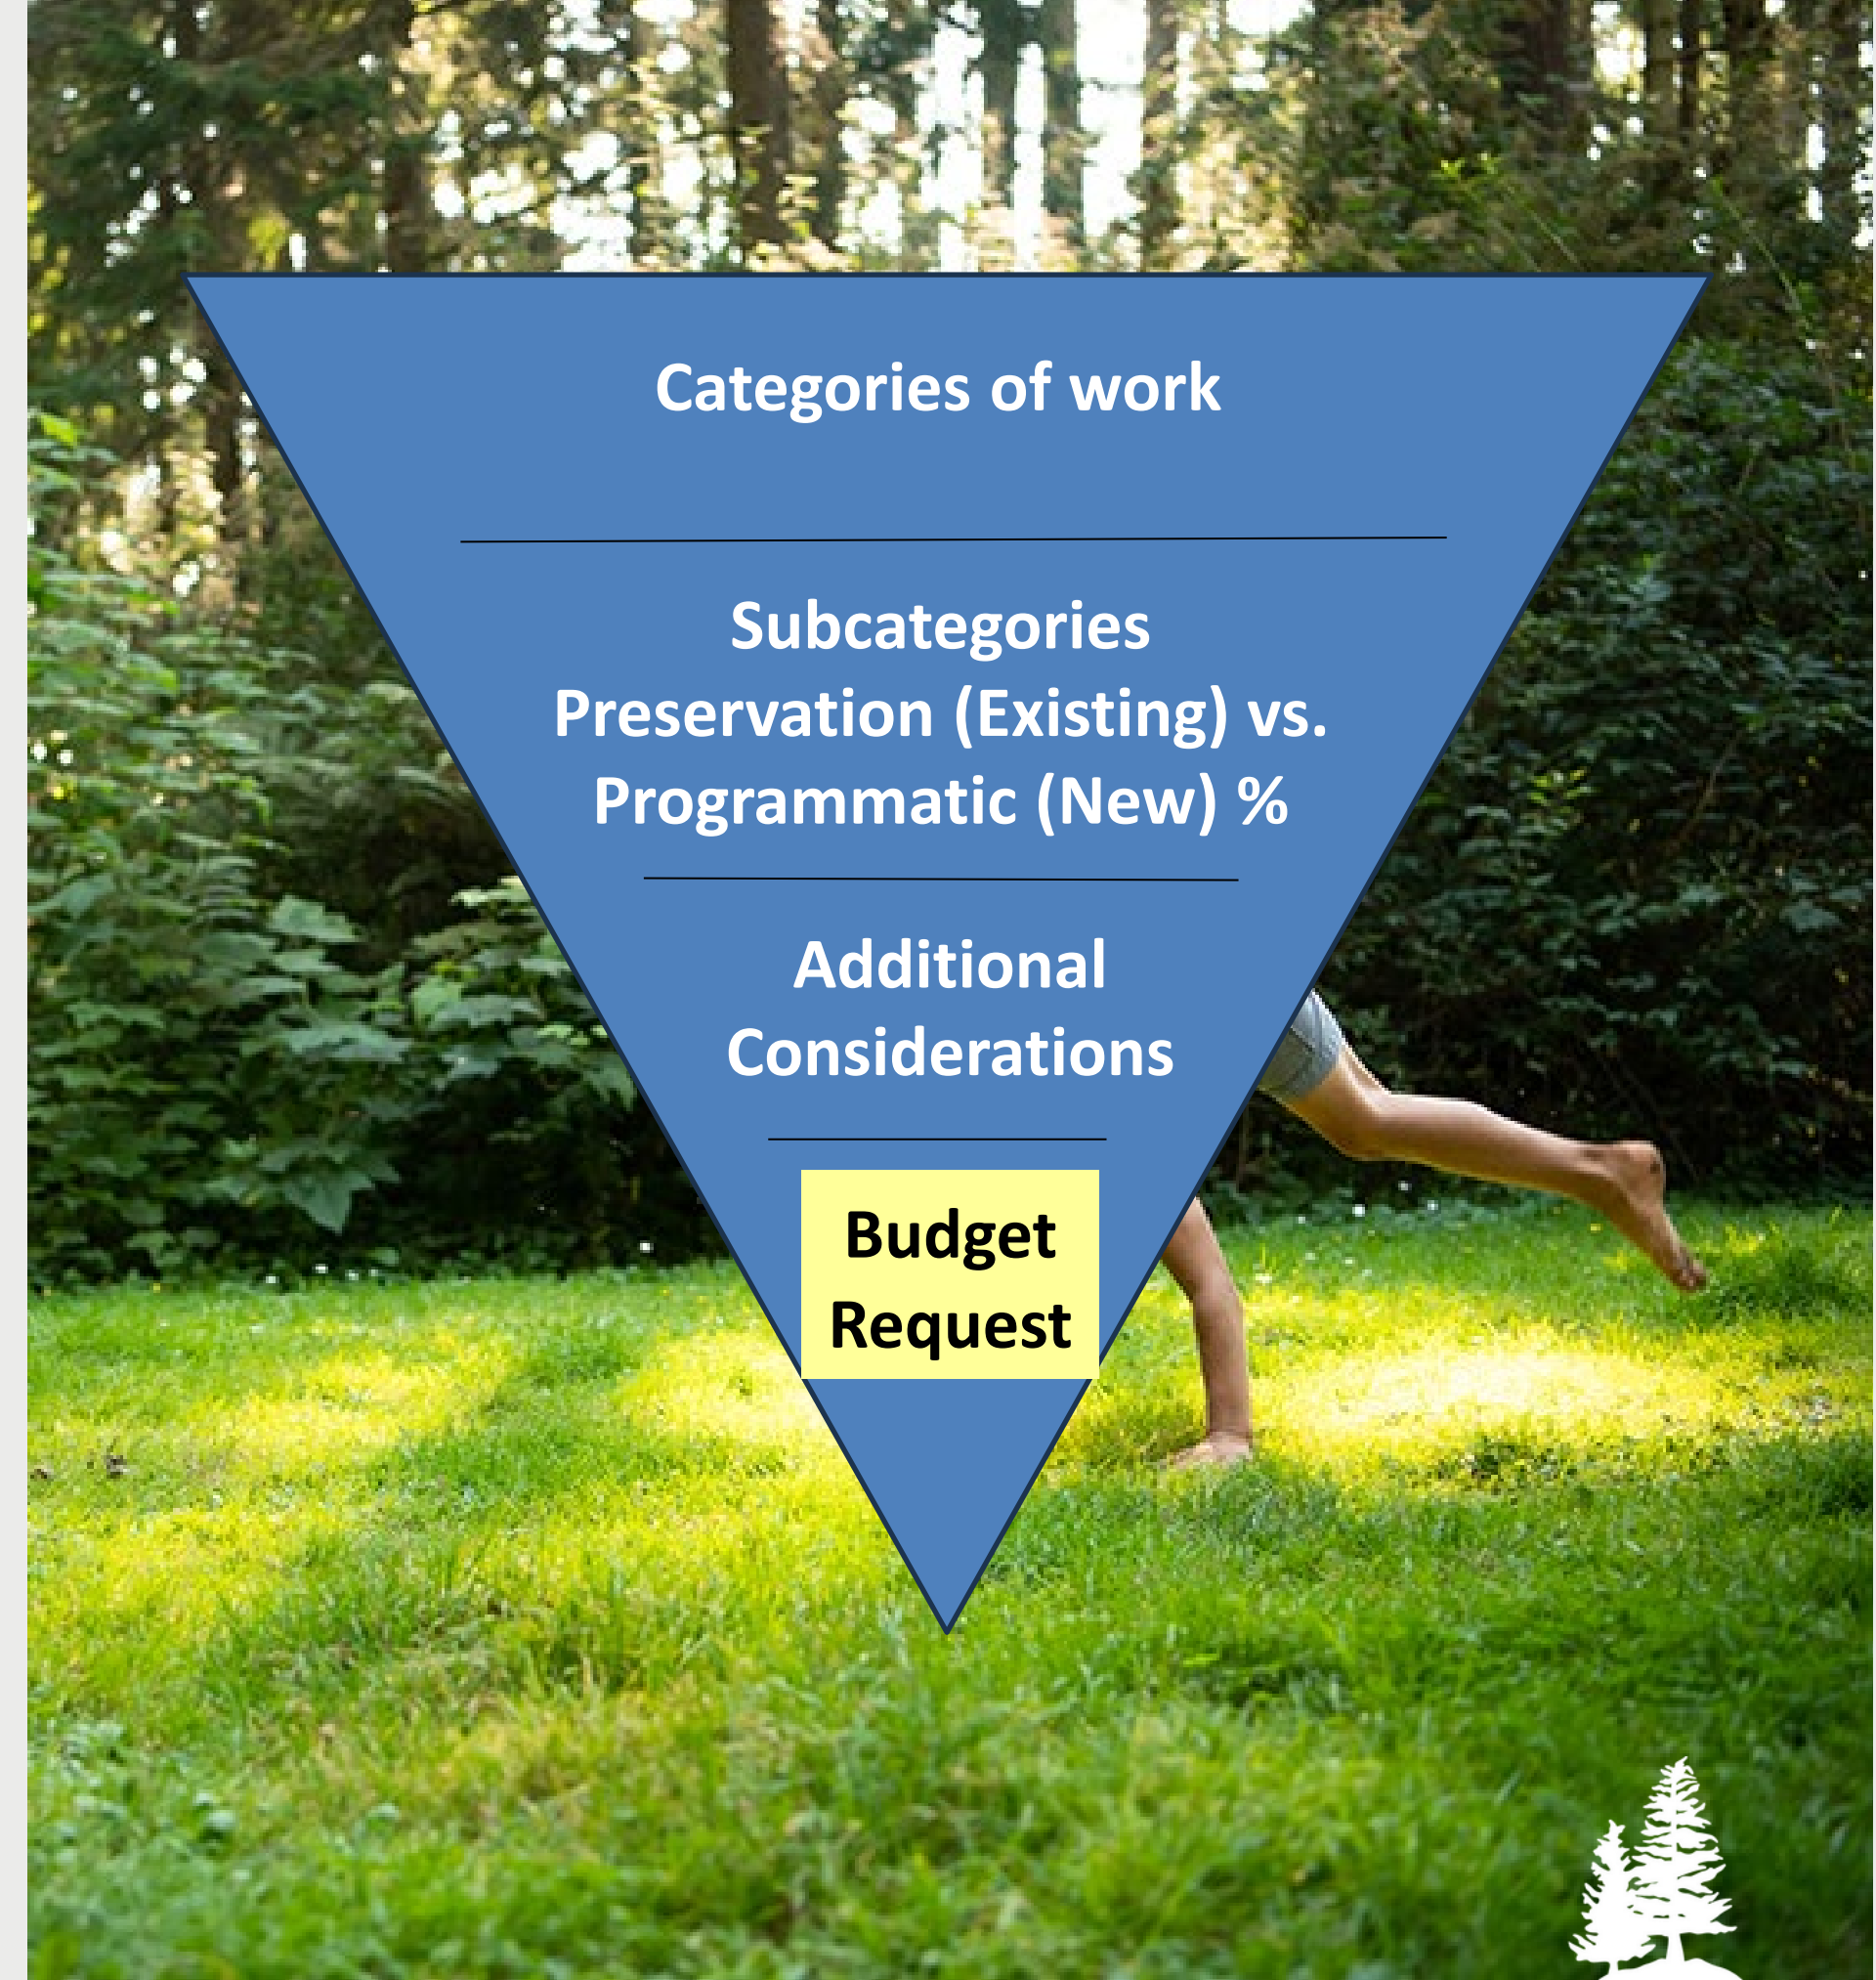 Categories of work
Subcategories
Preservation (Existing) vs.
Programmatic (New) %
Additional
Considerations
Budget
Request